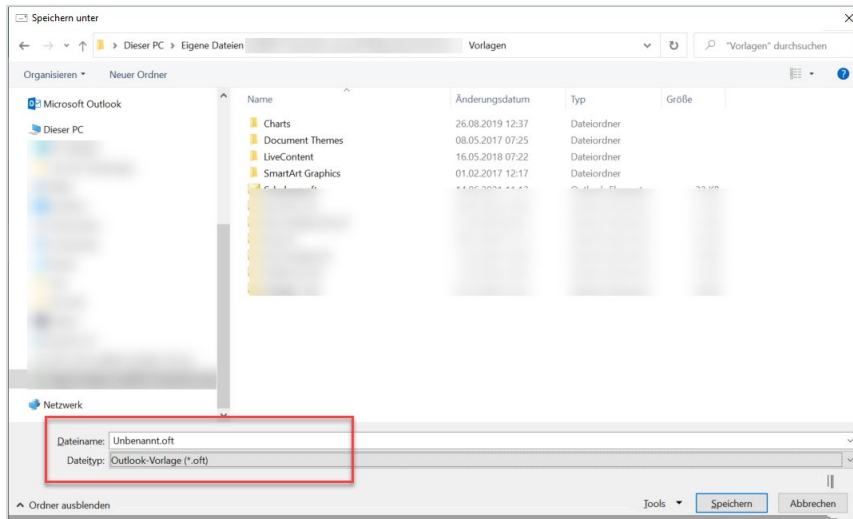 Speichern unter
Dieser PC > Eigene Dateien Vorlagen "Vorlagen" durchsuchen
Organisieren Neuer Ordner
Microsoft Outlook
Dieser PC
Netzwerk
Name Änderungsdatum Typ Größe
Charts 26.08.2019 12:37 Dateiordner
Document Themes 08.05.2017 07:25 Dateiordner
LiveContent 16.05.2018 07:22 Dateiordner
SmartArt Graphics 01.02.2017 12:17 Dateiordner
Dateiname: Unbenannt.oft
Dateityp: Outlook-Vorlage (*.oft)
Ordner ausblenden Tools Speichern Abbrechen